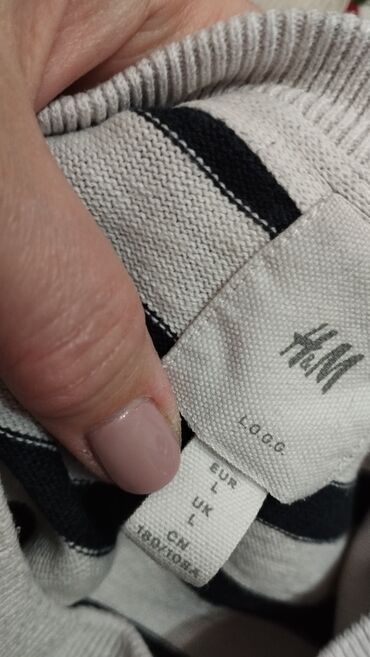 H&M
L.O.G.G.
EUR
L
UK
L
CN
180/108A